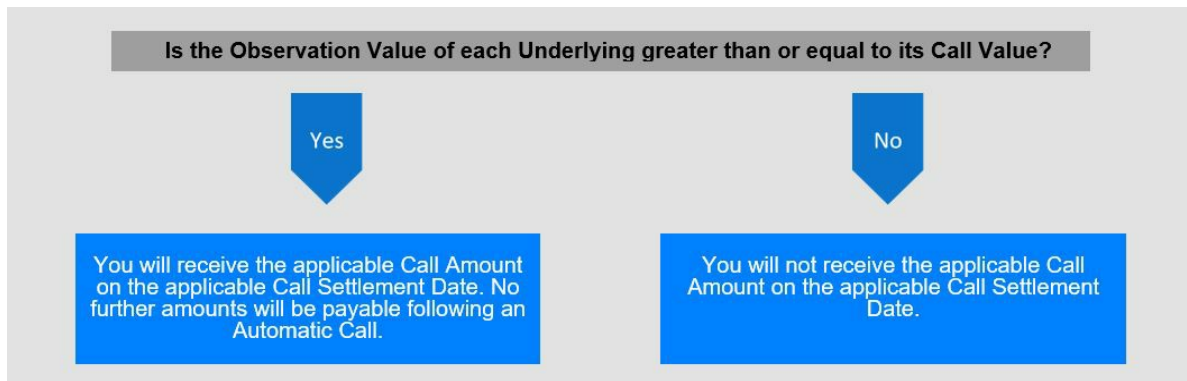 Is the Observation Value of each Underlying greater than or equal to its Call Value?
Yes
No
You will receive the applicable Call Amount
on the applicable Call Settlement Date. No
further amounts will be payable following an
Automatic Call.
You will not receive the applicable Call
Amount on the applicable Call Settlement
Date.